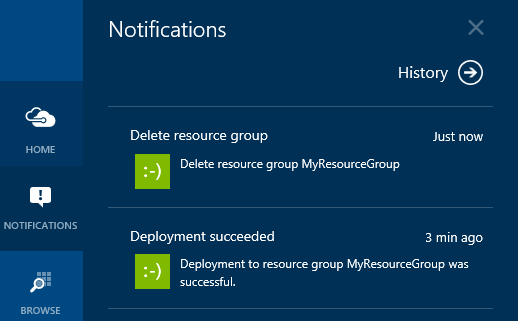 Notifications
History
HOME
Delete resource group Just now
:-) Delete resource group MyResourceGroup
NOTIFICATIONS
Deployment succeeded 3 min ago
:-) Deployment to resource group MyResourceGroup was
successful.
BROWSE